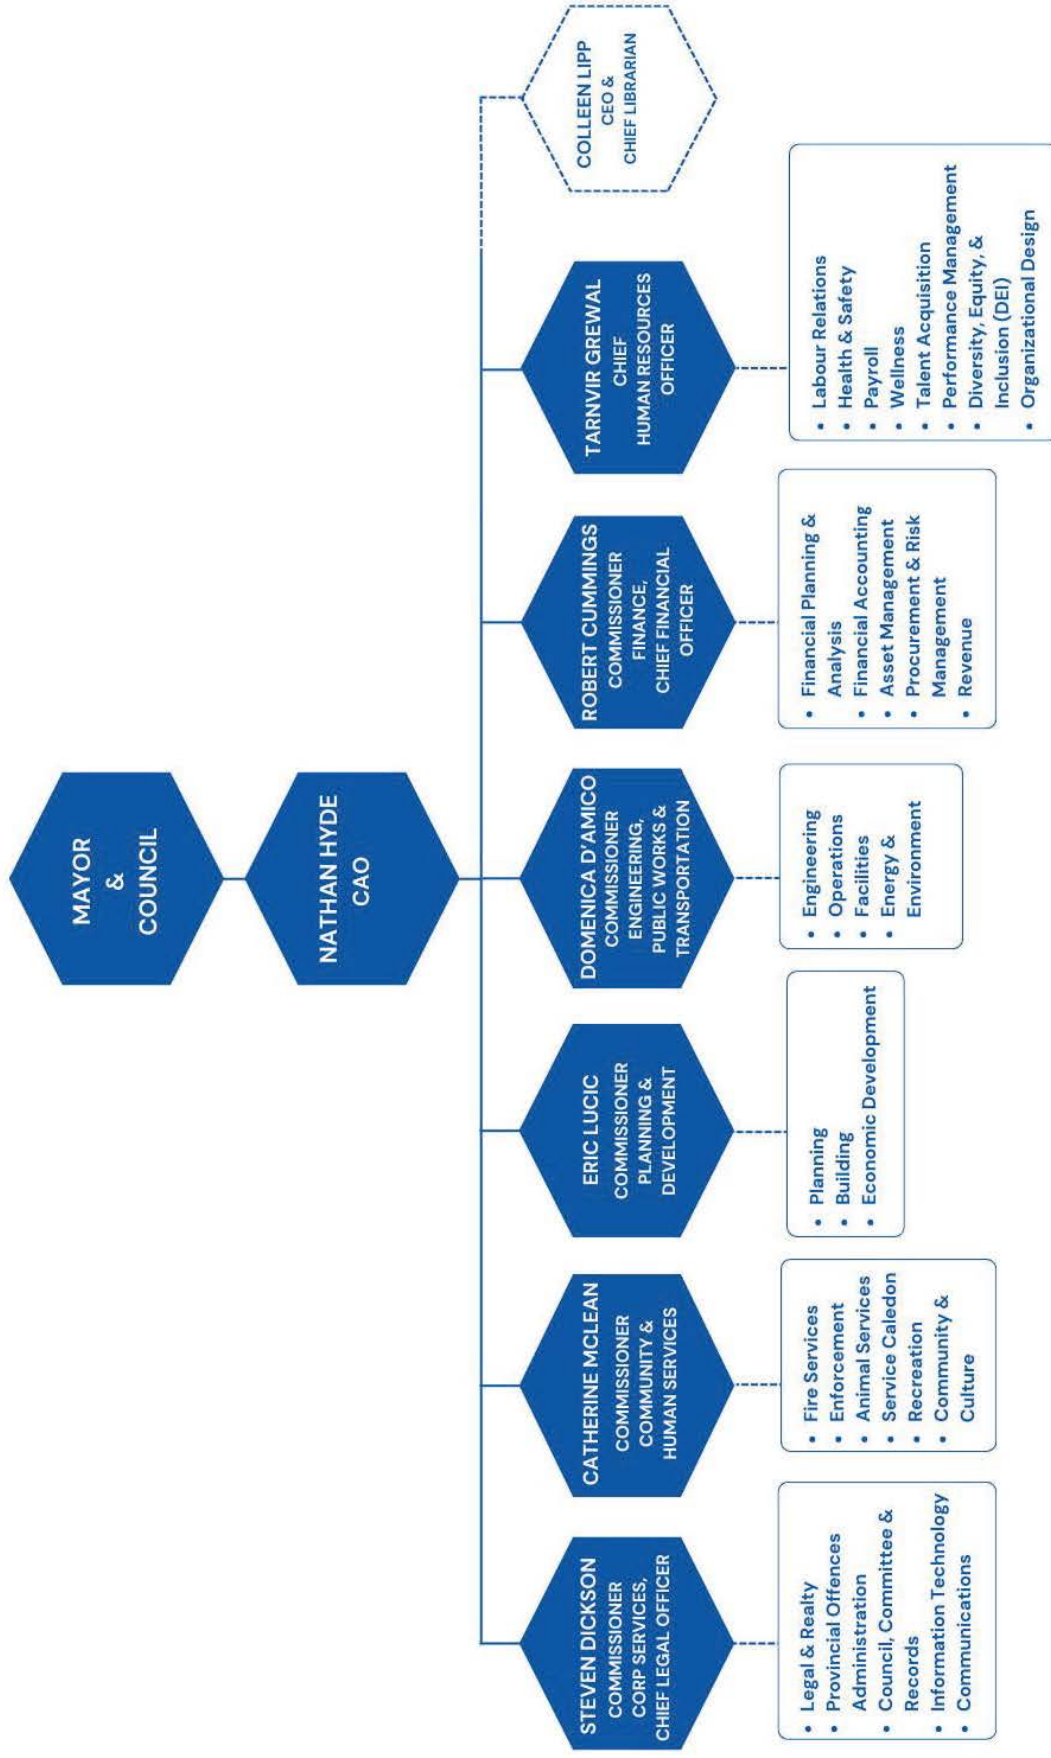 MAYOR
&
COUNCIL
NATHAN HYDE
CAO
STEVEN DICKSON
COMMISSIONER
CORP SERVICES,
CHIEF LEGAL OFFICER
• Legal & Realty
• Provincial Offences
Administration
• Council, Committee &
Records
• Information Technology
• Communications
CATHERINE MCLEAN
COMMISSIONER
COMMUNITY &
HUMAN SERVICES
• Fire Services
• Enforcement
• Animal Services
• Service Caledon
• Recreation
• Community &
Culture
ERIC LUCIC
COMMISSIONER
PLANNING &
DEVELOPMENT
• Planning
• Building
• Economic Development
DOMENICA D'AMICO
COMMISSIONER
ENGINEERING,
PUBLIC WORKS &
TRANSPORTATION
• Engineering
• Operations
• Facilities
• Energy &
Environment
ROBERT CUMMINGS
COMMISSIONER
FINANCE,
CHIEF FINANCIAL
OFFICER
• Financial Planning &
Analysis
• Financial Accounting
• Asset Management
• Procurement & Risk
Management
• Revenue
TARNVIR GREWAL
CHIEF
HUMAN RESOURCES
OFFICER
• Labour Relations
• Health & Safety
• Payroll
• Wellness
• Talent Acquisition
• Performance Management
• Diversity, Equity, &
Inclusion (DEI)
• Organizational Design
COLLEEN LIPP
CEO &
CHIEF LIBRARIAN